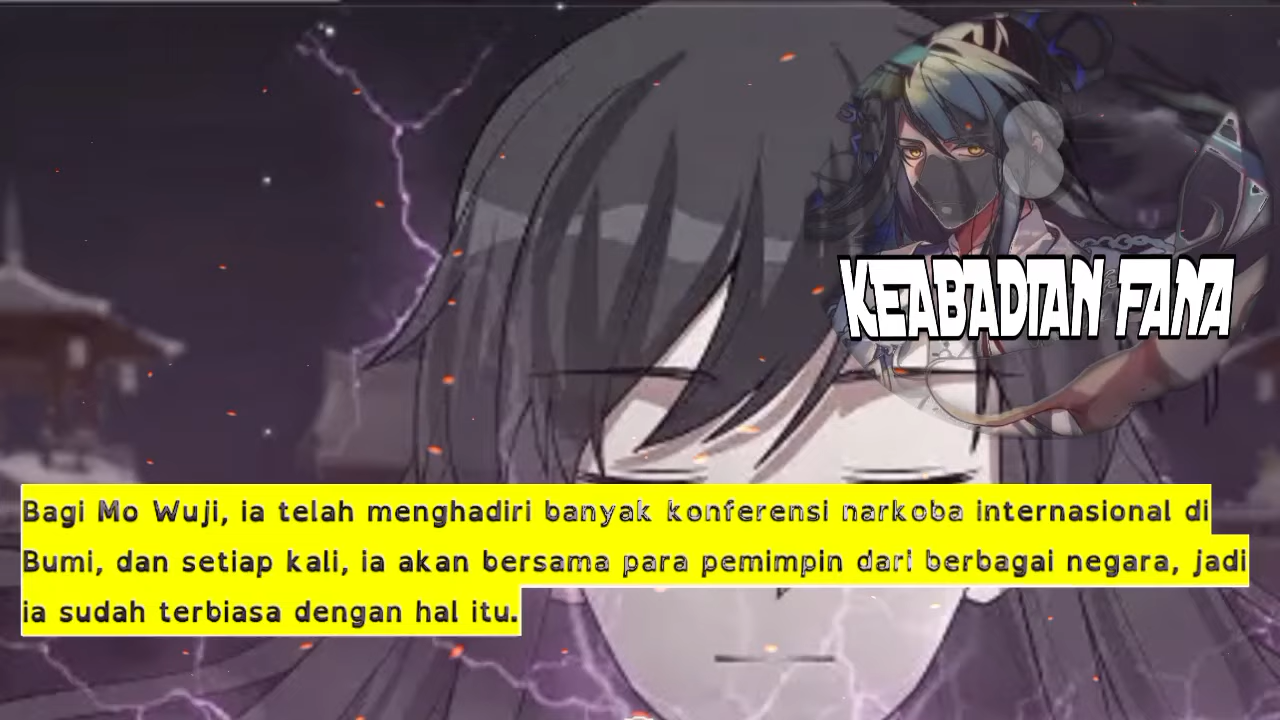 KEABADIAN FANA
Bagi Mo Wuji, ia telah menghadiri banyak konferensi narkoba internasional di
Bumi, dan setiap kali, ia akan bersama para pemimpin dari berbagai negara, jadi
ia sudah terbiasa dengan hal itu.